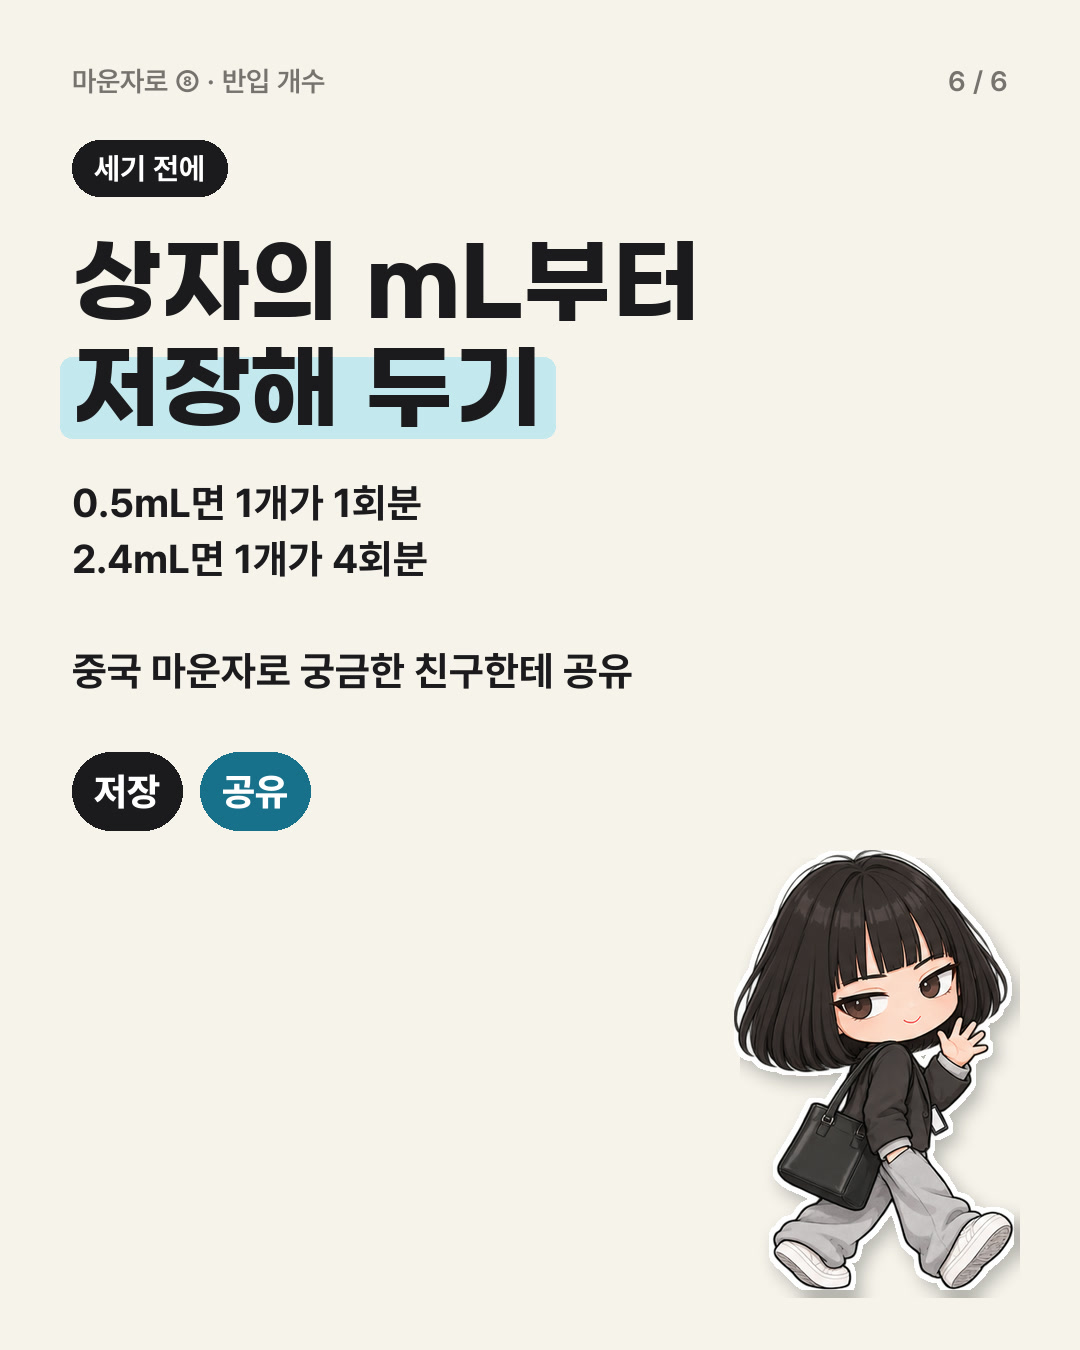 마운자로 ⑧ · 반입 개수
6 / 6
세기 전에
상자의 mL부터
저장해 두기
0.5mL면 1개가 1회분
2.4mL면 1개가 4회분
중국 마운자로 궁금한 친구한테 공유
저장
공유